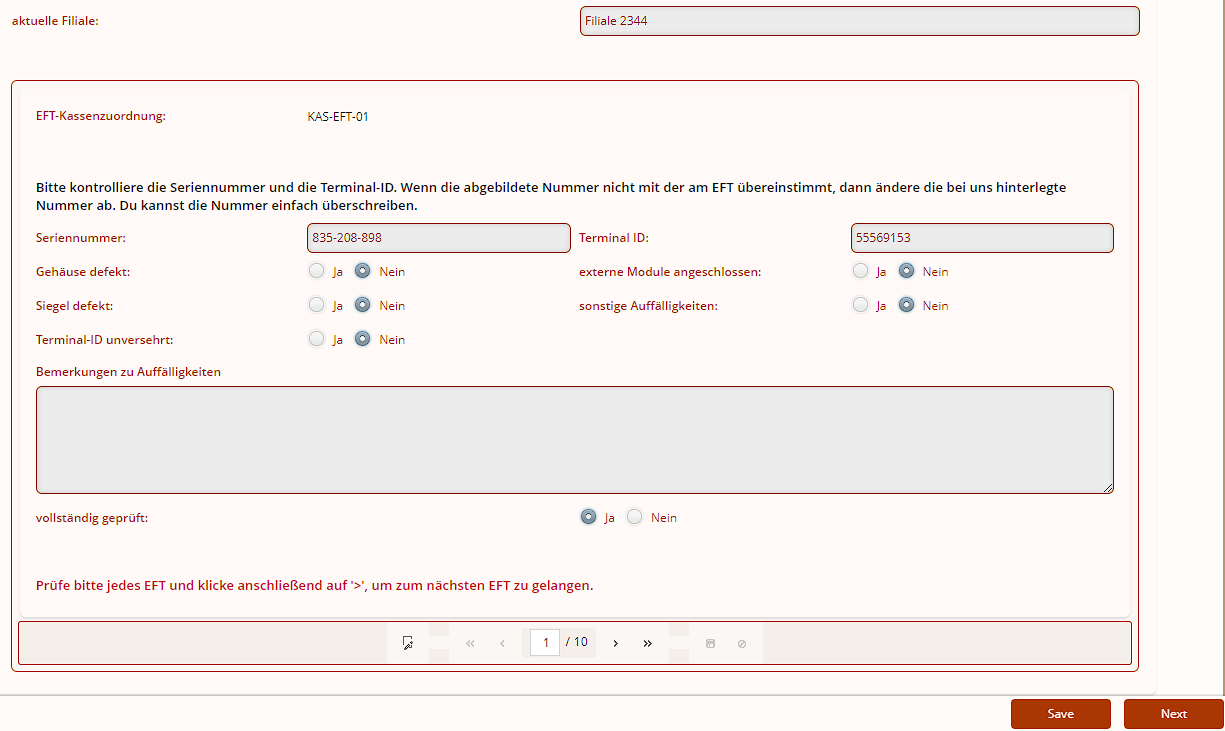 aktuelle Filiale: Filiale 2344
EFT-Kassenzuordnung: KAS-EFT-01
Bitte kontrolliere die Seriennummer und die Terminal-ID. Wenn die abgebildete Nummer nicht mit der am EFT übereinstimmt, dann ändere die bei uns hinterlegte
Nummer ab. Du kannst die Nummer einfach überschreiben.
Seriennummer: 835-208-898 Terminal ID: 55569153
Gehäuse defekt: Ja Nein externe Module angeschlossen: Ja Nein
Siegel defekt: Ja Nein sonstige Auffälligkeiten: Ja Nein
Terminal-ID unversehrt: Ja Nein
Bemerkungen zu Auffälligkeiten
vollständig geprüft: Ja Nein
Prüfe bitte jedes EFT und klicke anschließend auf '>', um zum nächsten EFT zu gelangen.
« ‹ 1 / 10 › »
Save Next